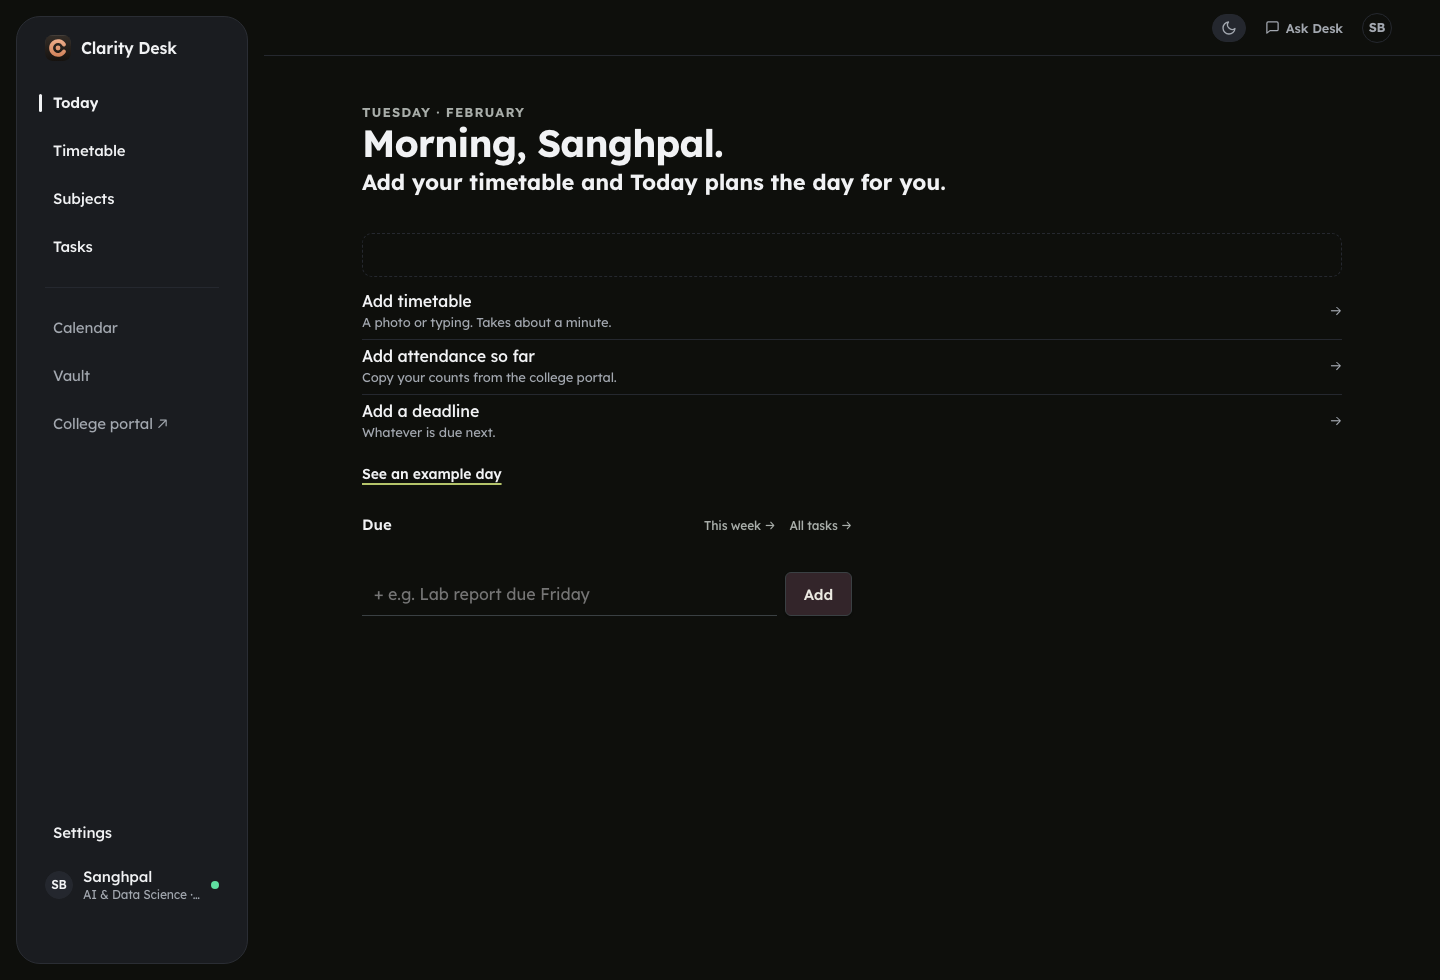 Clarity Desk
Today
Timetable
Subjects
Tasks
Calendar
Vault
College portal ↗
Settings
SB
Sanghpal
AI & Data Science ·…
Ask Desk
SB
TUESDAY · FEBRUARY
Morning, Sanghpal.
Add your timetable and Today plans the day for you.
Add timetable
A photo or typing. Takes about a minute.
→
Add attendance so far
Copy your counts from the college portal.
→
Add a deadline
Whatever is due next.
→
See an example day
Due
This week →
All tasks →
+ e.g. Lab report due Friday
Add